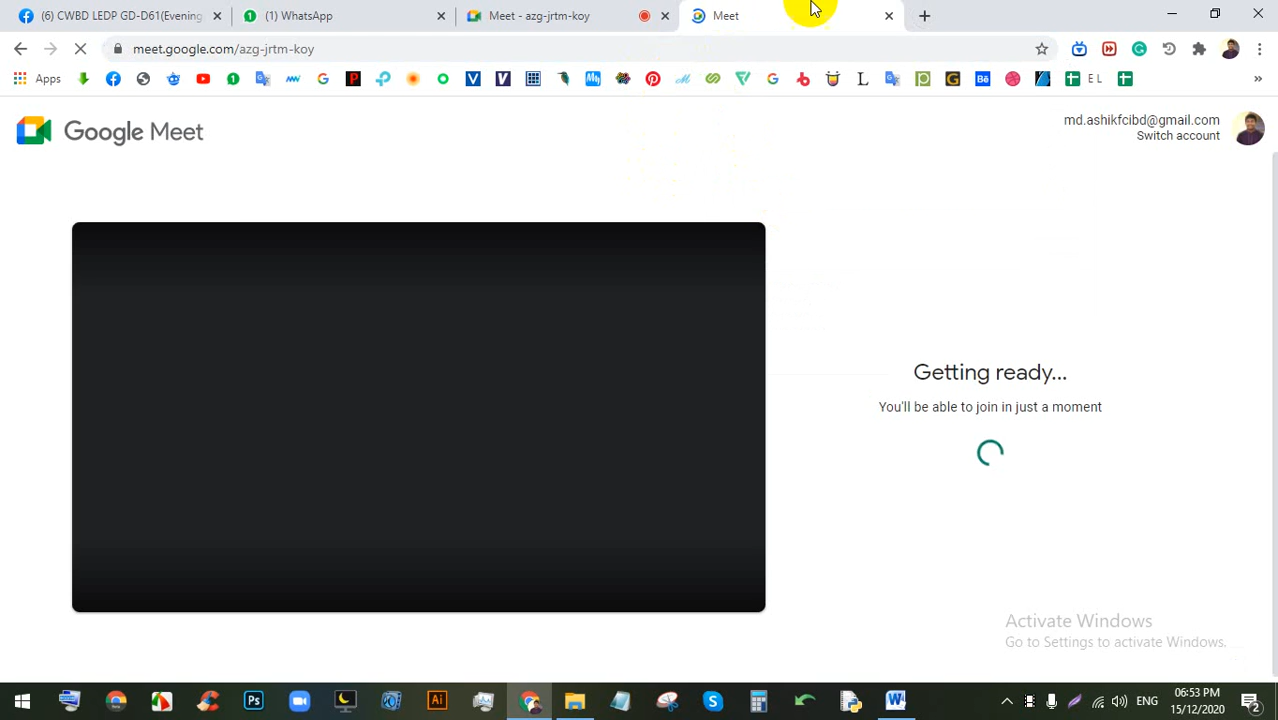 (6) CWBD LEDP GD-D61(Evening
(1) WhatsApp
Meet - azg-jrtm-koy
Meet
meet.google.com/azg-jrtm-koy
Apps
E L
Google Meet
md.ashikfcibd@gmail.com
Switch account
Getting ready...
You'll be able to join in just a moment
Activate Windows
Go to Settings to activate Windows.
ENG
06:53 PM
15/12/2020
2